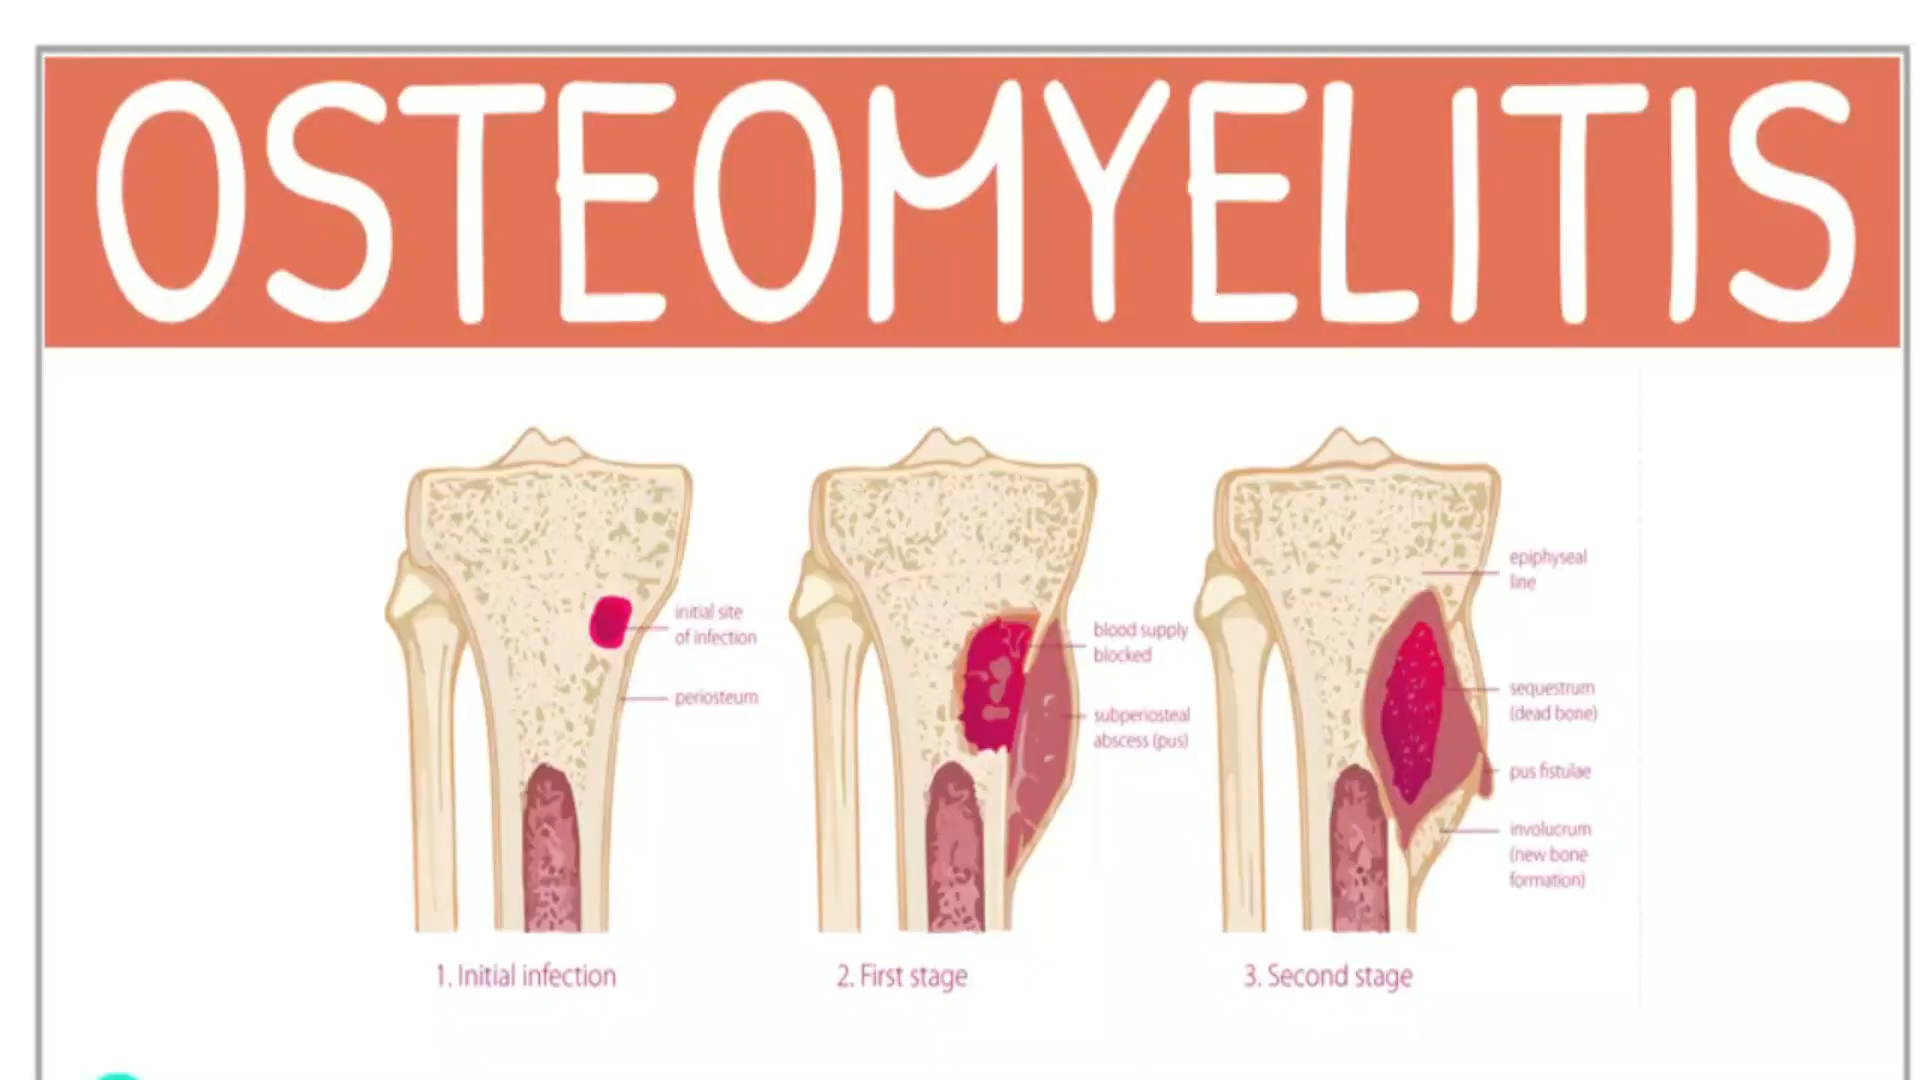 OSTEOMYELITIS
initial site
of infection
periosteum
1. Initial infection
blood supply
blocked
subperiosteal
abscess (pus)
2. First stage
epiphyseal
line
sequestrum
(dead bone)
pus fistulae
involucrum
(new bone
formation)
3. Second stage